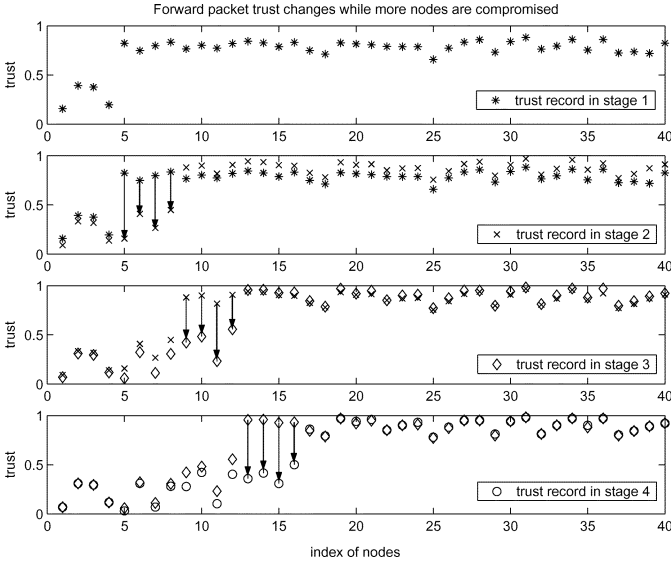 Forward packet trust changes while more nodes are compromised
1
0.5
0
trust
trust record in stage 1
0 5 10 15 20 25 30 35 40
1
0.5
0
trust
trust record in stage 2
0 5 10 15 20 25 30 35 40
1
0.5
0
trust
trust record in stage 3
0 5 10 15 20 25 30 35 40
1
0.5
0
trust
trust record in stage 4
0 5 10 15 20 25 30 35 40
index of nodes